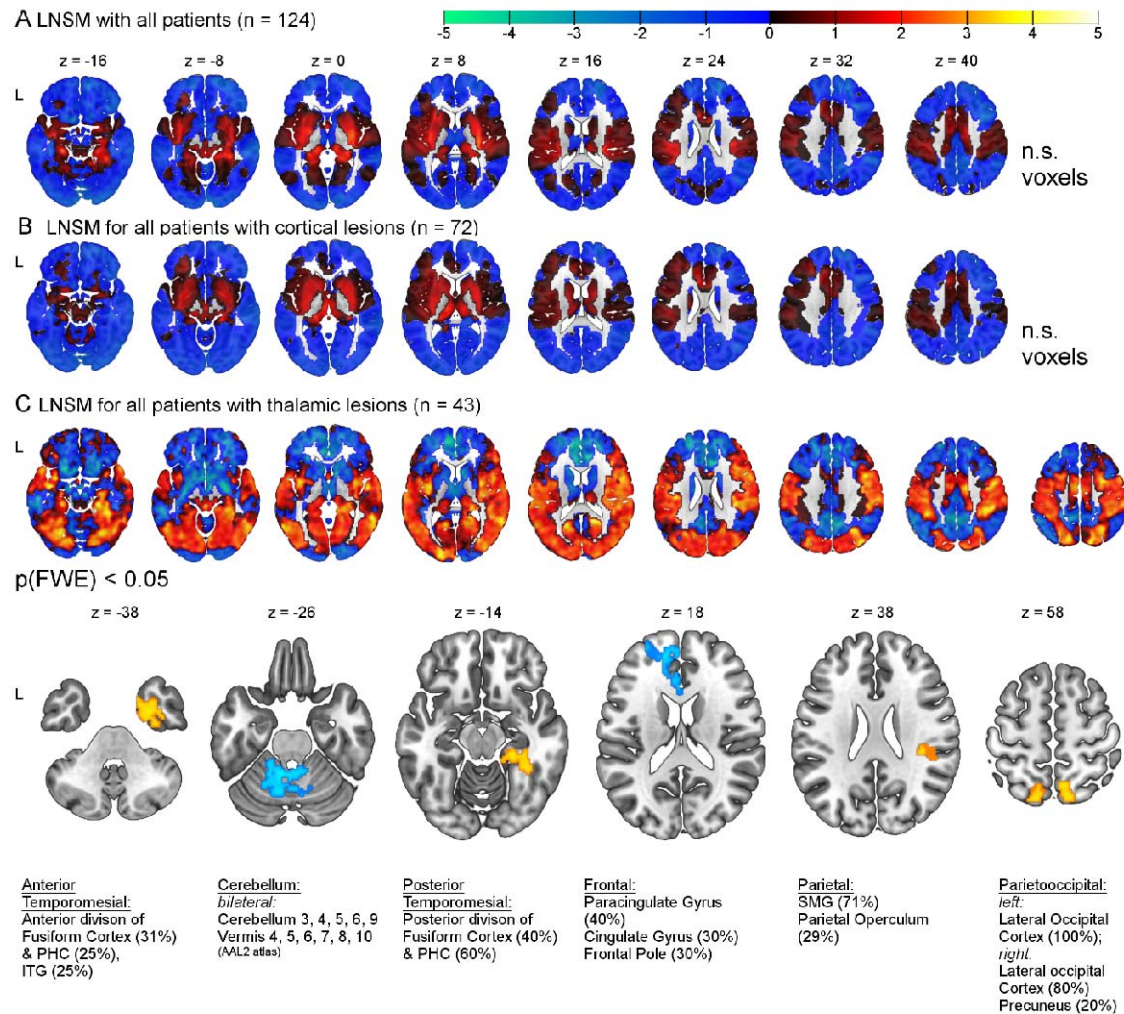 A LNSM with all patients (n = 124)
-5 -4 -3 -2 -1 0 1 2 3 4 5
z = -16 z = -8 z = 0 z = 8 z = 16 z = 24 z = 32 z = 40
L
n.s.
voxels
B LNSM for all patients with cortical lesions (n = 72)
L
n.s.
voxels
C LNSM for all patients with thalamic lesions (n = 43)
L
p(FWE) < 0.05
z = -38 z = -26 z = -14 z = 18 z = 38 z = 58
L
Anterior
Temporomesial:
Anterior divison of
Fusiform Cortex (31%)
& PHC (25%),
ITG (25%)
Cerebellum:
bilateral:
Cerebellum 3, 4, 5, 6, 9
Vermis 4, 5, 6, 7, 8, 10
(AAL2 atlas)
Posterior
Temporomesial:
Posterior divison of
Fusiform Cortex (40%)
& PHC (60%)
Frontal:
Paracingulate Gyrus
(40%)
Cingulate Gyrus (30%)
Frontal Pole (30%)
Parietal:
SMG (71%)
Parietal Operculum
(29%)
Parietooccipital:
left:
Lateral Occipital
Cortex (100%);
right:
Lateral occipital
Cortex (80%)
Precuneus (20%)